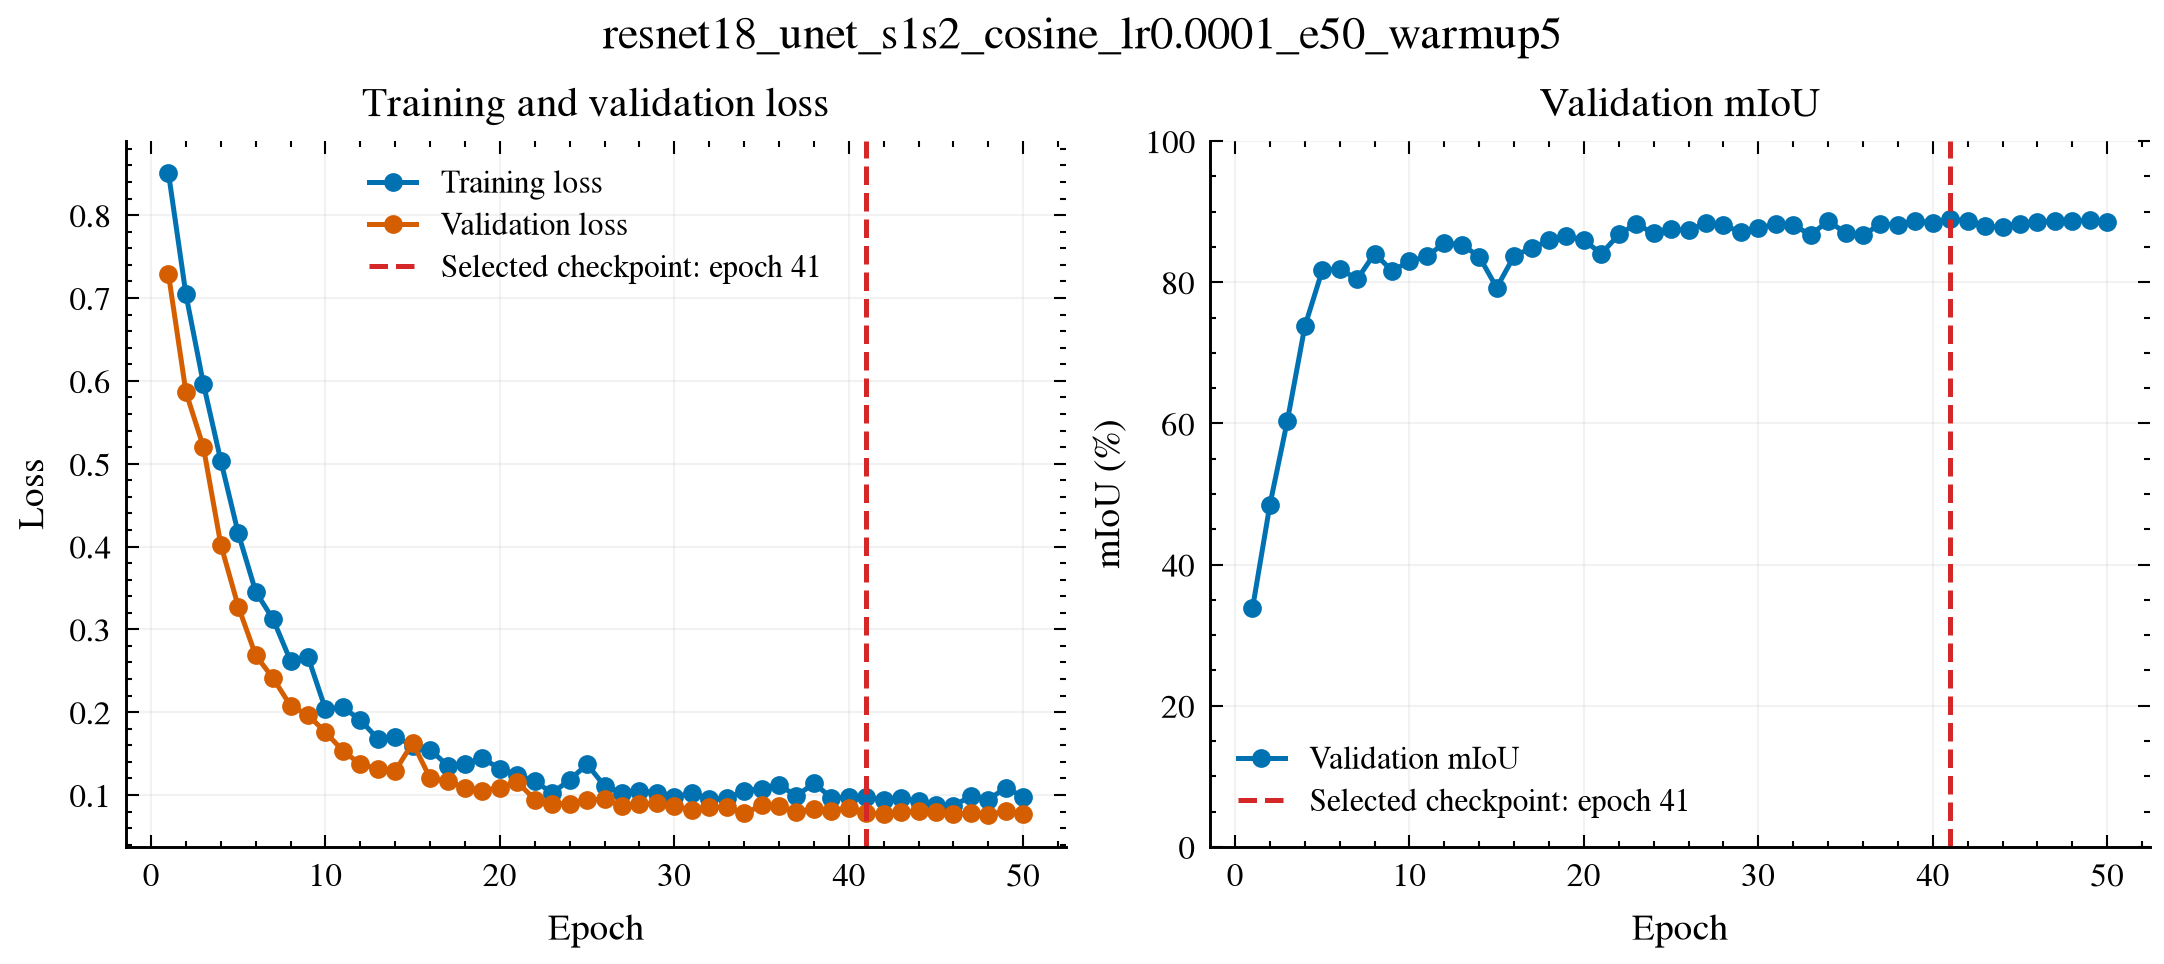 resnet18_unet_s1s2_cosine_lr0.0001_e50_warmup5
Training and validation loss
Training loss
Validation loss
Selected checkpoint: epoch 41
0.8
0.7
0.6
0.5
0.4
0.3
0.2
0.1
Loss
0 10 20 30 40 50
Epoch
Validation mIoU
100
80
60
40
20
0
mIoU (%)
Validation mIoU
Selected checkpoint: epoch 41
0 10 20 30 40 50
Epoch